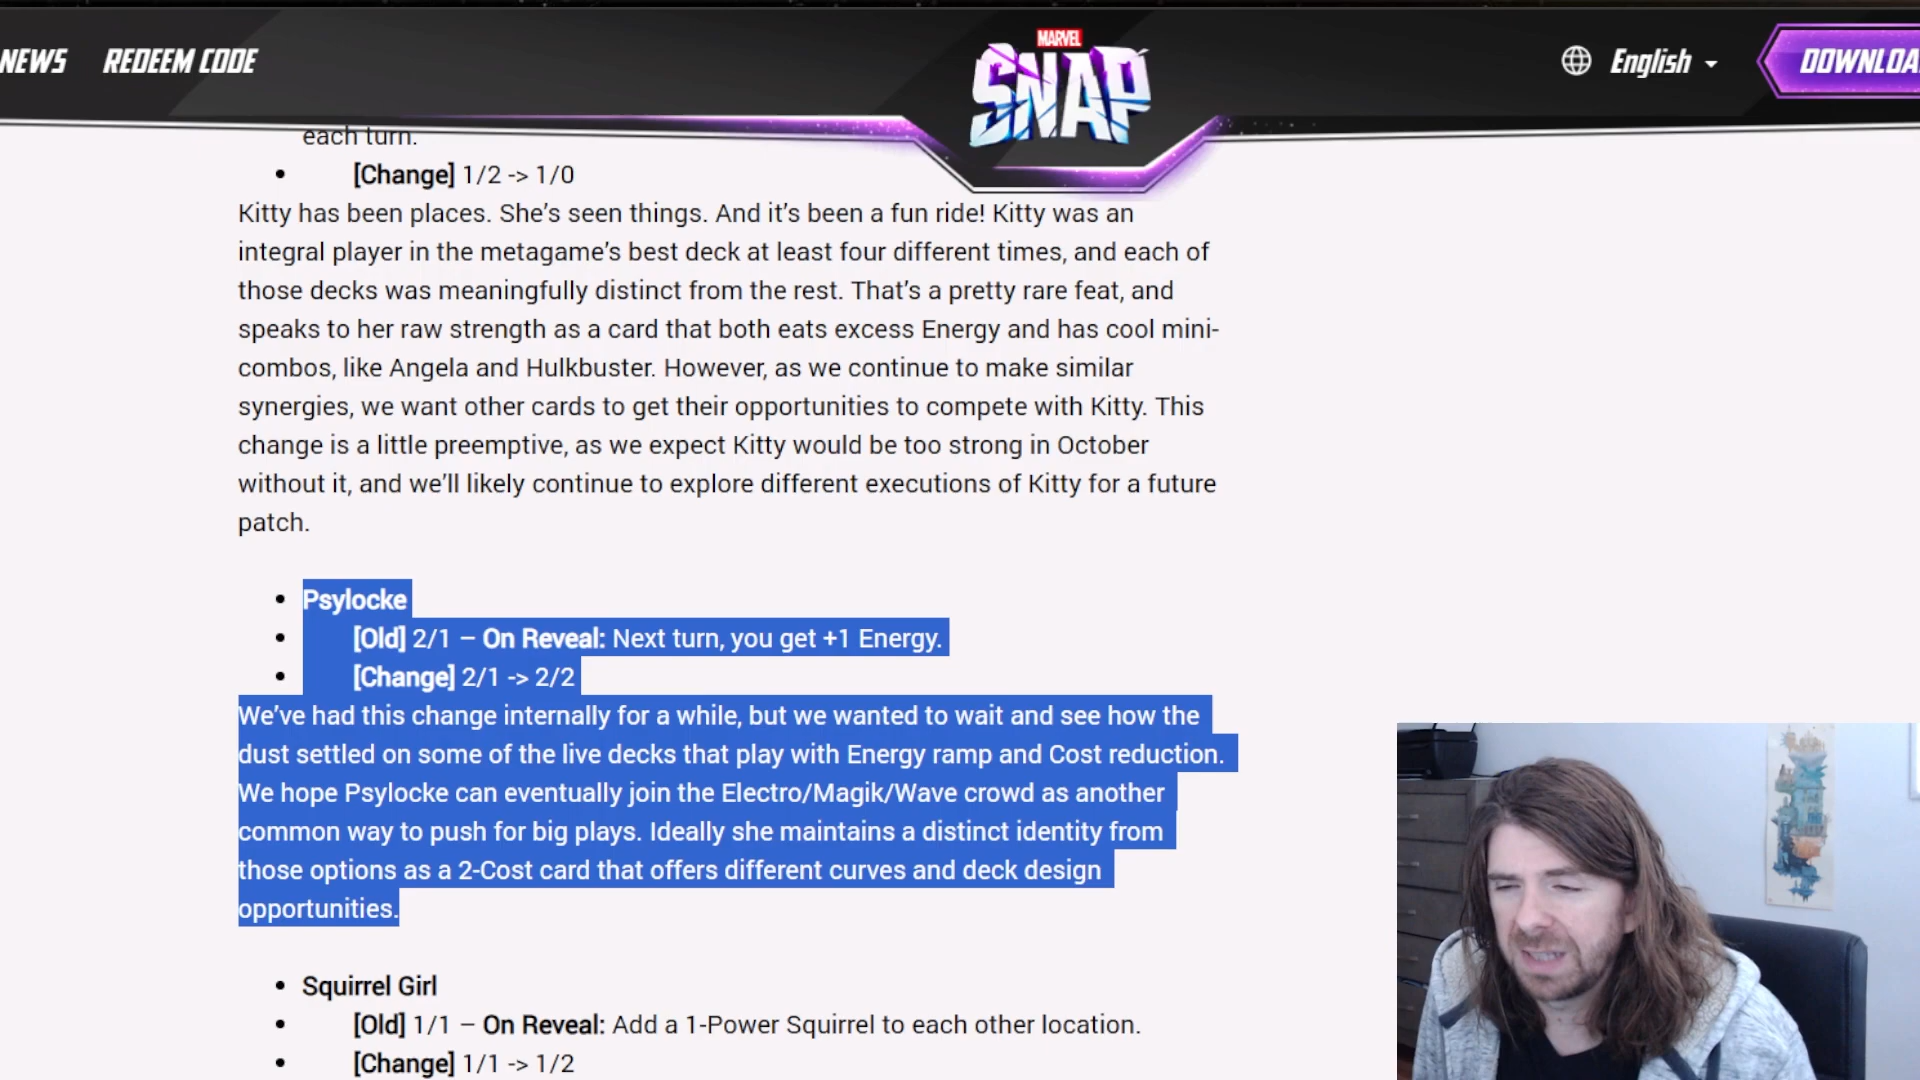 NEWS
REDEEM CODE
MARVEL
SNAP
English
DOWNLOA
each turn.
[Change] 1/2 -> 1/0
Kitty has been places. She’s seen things. And it’s been a fun ride! Kitty was an
integral player in the metagame’s best deck at least four different times, and each of
those decks was meaningfully distinct from the rest. That’s a pretty rare feat, and
speaks to her raw strength as a card that both eats excess Energy and has cool mini-
combos, like Angela and Hulkbuster. However, as we continue to make similar
synergies, we want other cards to get their opportunities to compete with Kitty. This
change is a little preemptive, as we expect Kitty would be too strong in October
without it, and we’ll likely continue to explore different executions of Kitty for a future
patch.
Psylocke
[Old] 2/1 – On Reveal: Next turn, you get +1 Energy.
[Change] 2/1 -> 2/2
We’ve had this change internally for a while, but we wanted to wait and see how the
dust settled on some of the live decks that play with Energy ramp and Cost reduction.
We hope Psylocke can eventually join the Electro/Magik/Wave crowd as another
common way to push for big plays. Ideally she maintains a distinct identity from
those options as a 2-Cost card that offers different curves and deck design
opportunities.
Squirrel Girl
[Old] 1/1 – On Reveal: Add a 1-Power Squirrel to each other location.
[Change] 1/1 -> 1/2